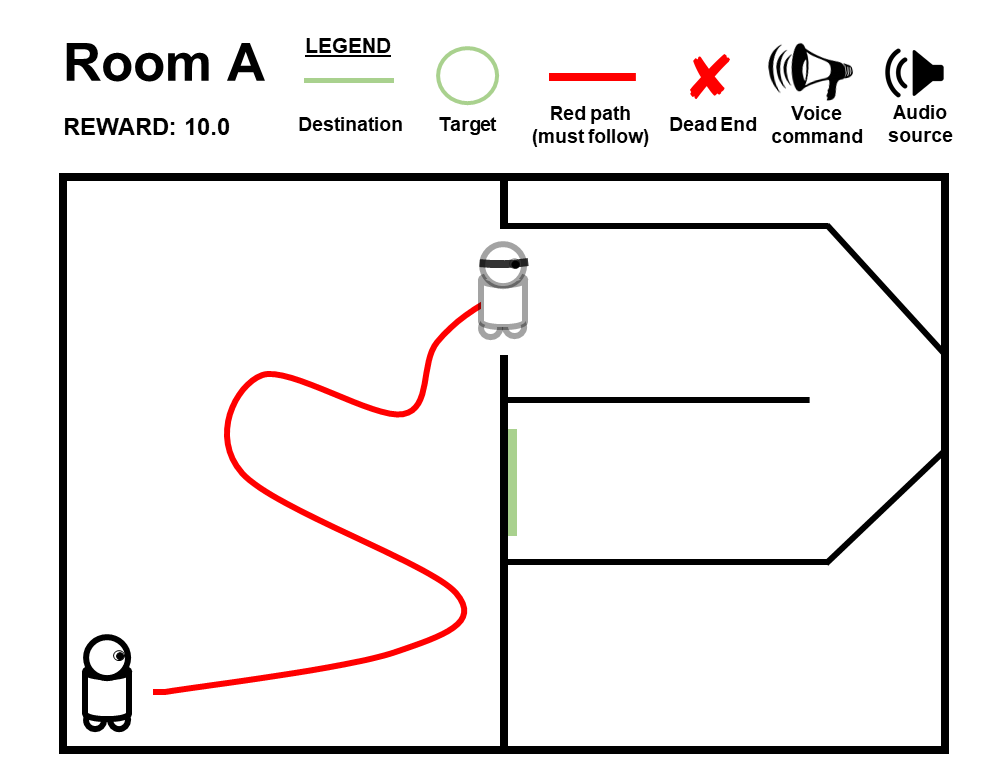 Room A
REWARD: 10.0
LEGEND
Destination
Target
Red path
(must follow)
Dead End
Voice
command
Audio
source